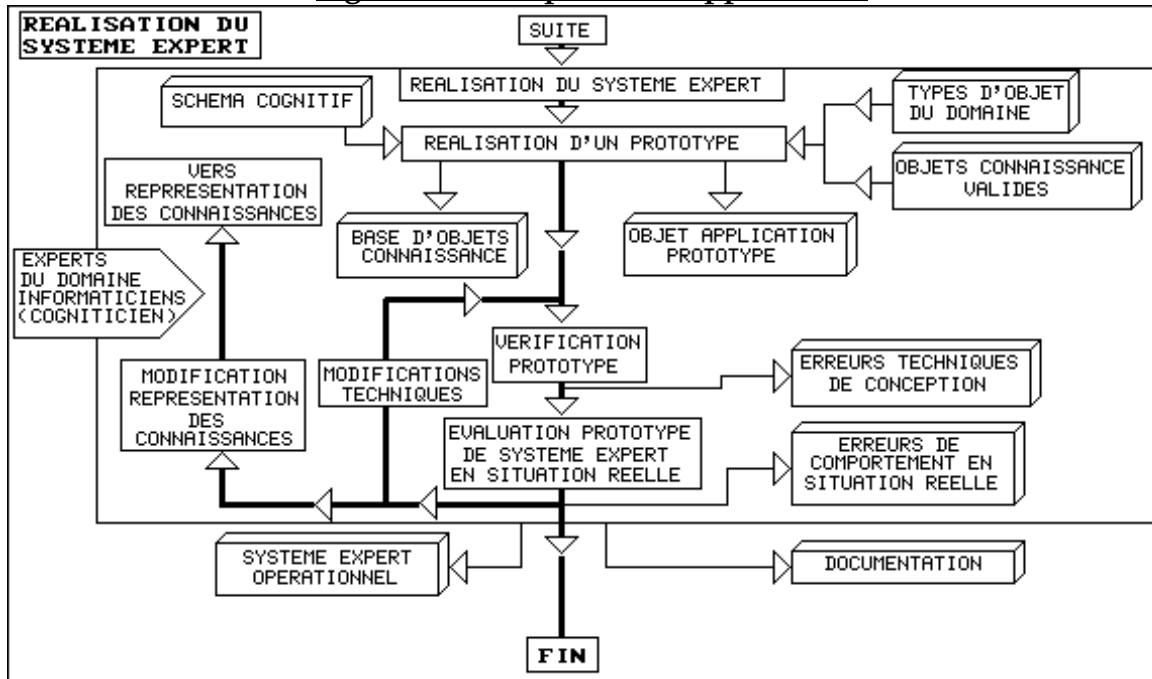 REALISATION DU
SYSTEME EXPERT
SUITE
REALISATION DU SYSTEME EXPERT
SCHEMA COGNITIF
TYPES D'OBJET
DU DOMAINE
REALISATION D'UN PROTOTYPE
VERS
REPRRESENTATION
DES CONNAISSANCES
OBJETS CONNAISSANCE
VALIDES
BASE D'OBJETS
CONNAISSANCE
OBJET APPLICATION
PROTOTYPE
EXPERTS
DU DOMAINE
INFORMATICIENS
(COGNITICIEN)
VERIFICATION
PROTOTYPE
MODIFICATION
REPRESENTATION
DES
CONNAISSANCES
MODIFICATIONS
TECHNIQUES
ERREURS TECHNIQUES
DE CONCEPTION
EVALUATION PROTOTYPE
DE SYSTEME EXPERT
EN SITUATION REELLE
ERREURS DE
COMPORTEMENT EN
SITUATION REELLE
SYSTEME EXPERT
OPERATIONNEL
DOCUMENTATION
FIN